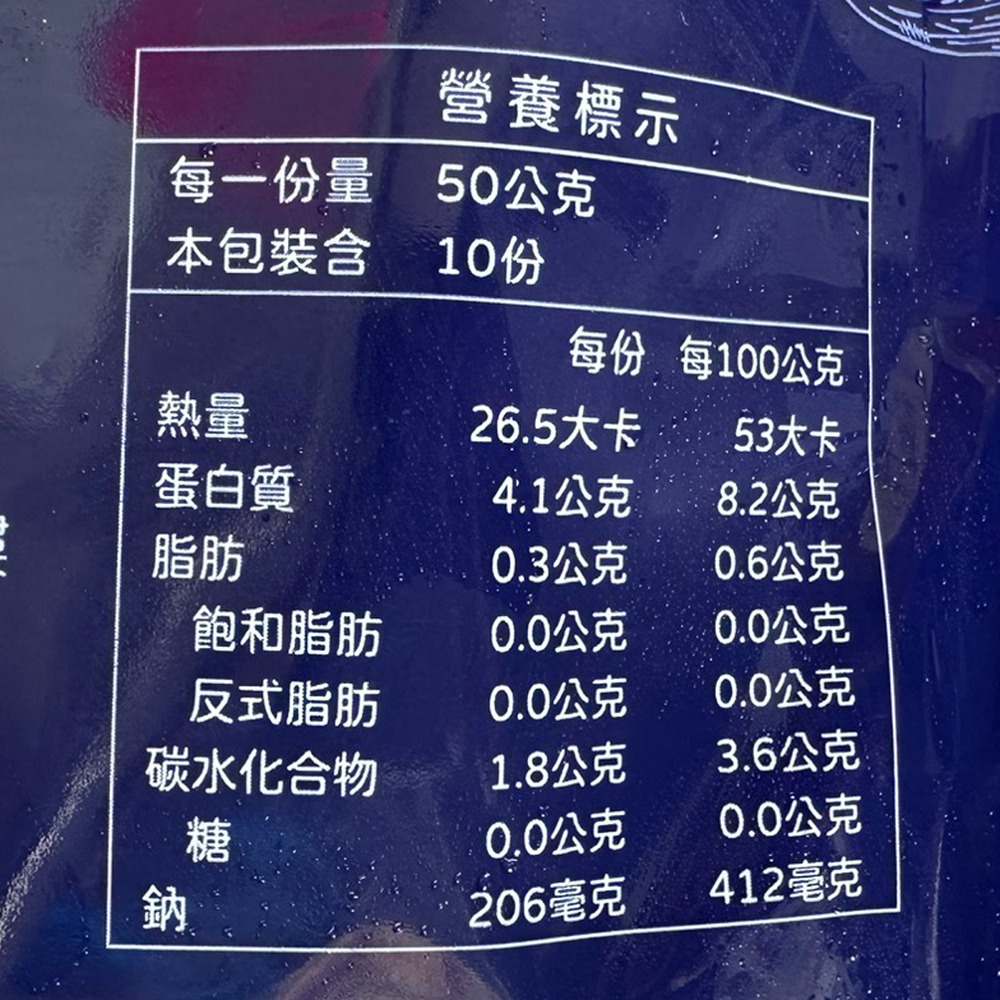 營養標示
每一份量 50公克
本包裝含 10份
每份 每100公克
熱量 26.5大卡 53大卡
蛋白質 4.1公克 8.2公克
脂肪 0.3公克 0.6公克
飽和脂肪 0.0公克 0.0公克
反式脂肪 0.0公克 0.0公克
碳水化合物 1.8公克 3.6公克
糖 0.0公克 0.0公克
鈉 206毫克 412毫克